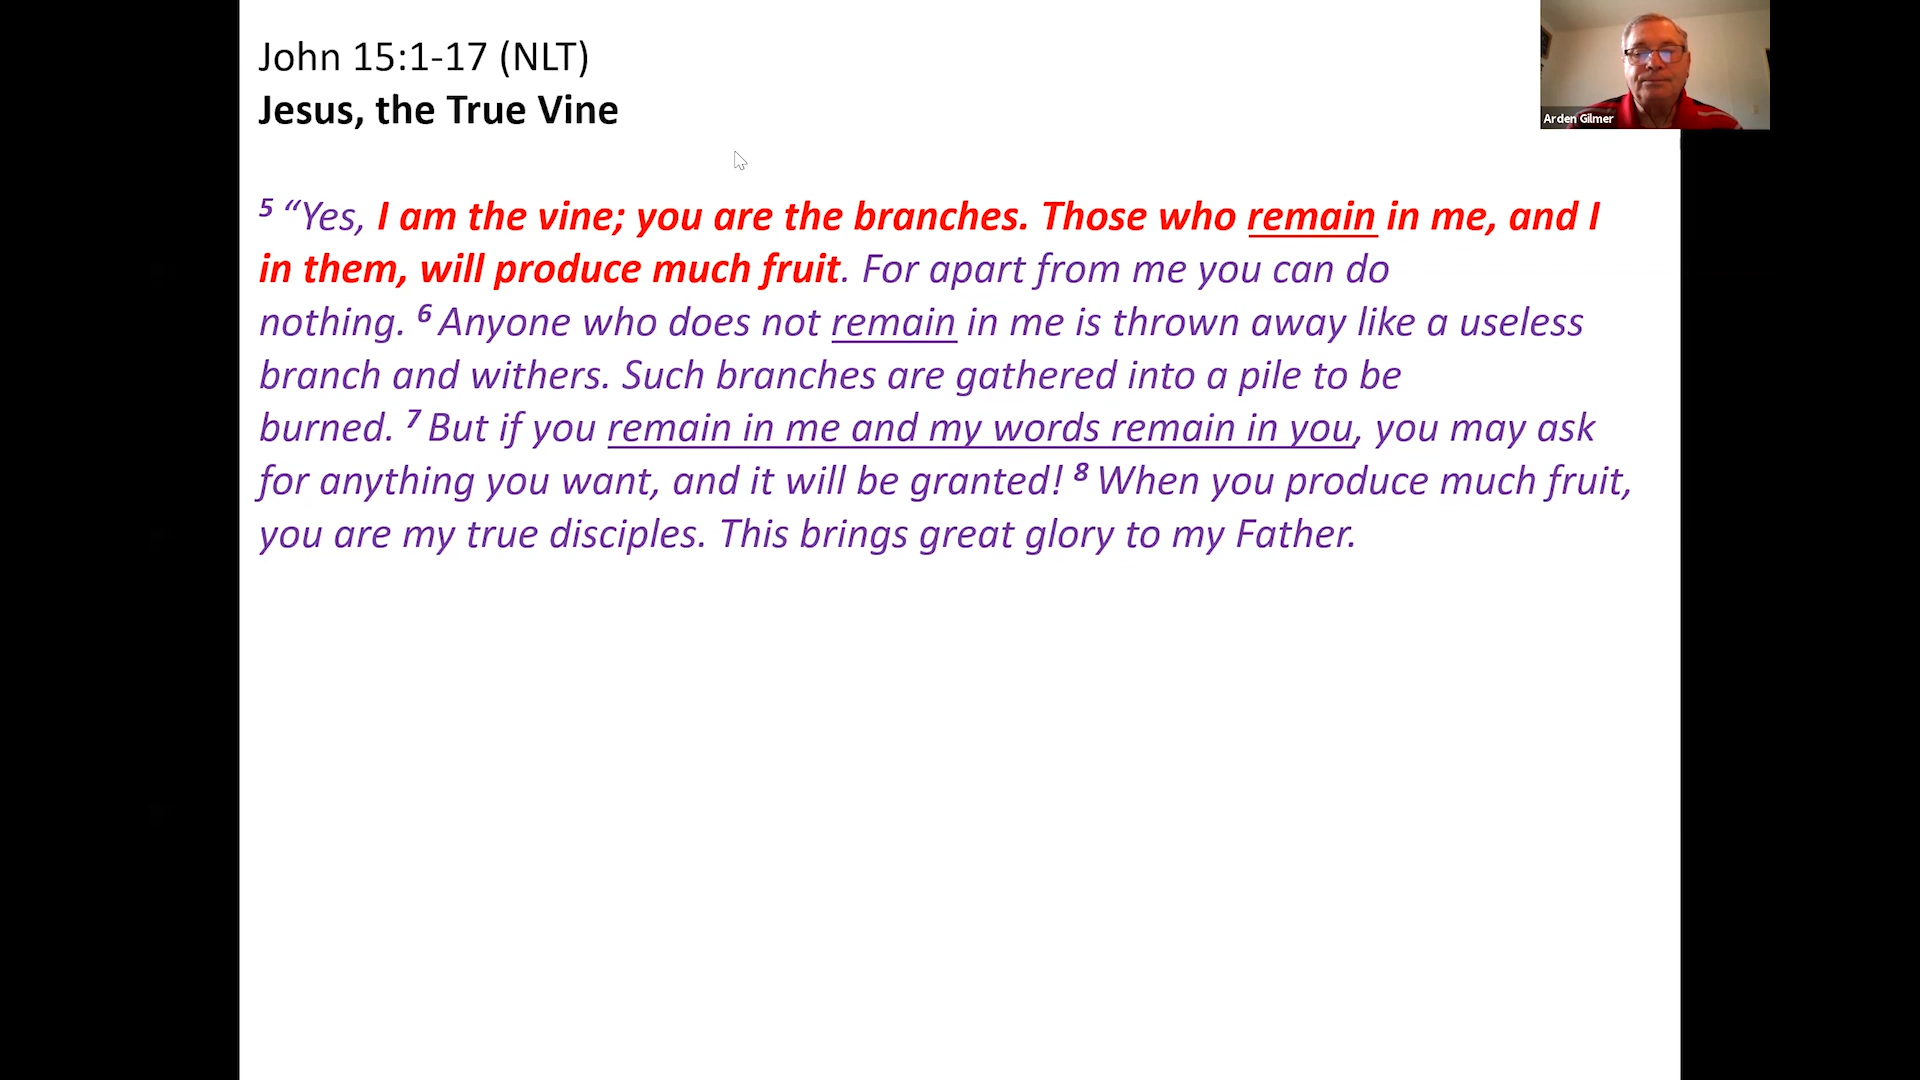 John 15:1-17 (NLT)
Jesus, the True Vine
Arden Gilmer
5 “Yes, I am the vine; you are the branches. Those who remain in me, and I
in them, will produce much fruit. For apart from me you can do
nothing. 6 Anyone who does not remain in me is thrown away like a useless
branch and withers. Such branches are gathered into a pile to be
burned. 7 But if you remain in me and my words remain in you, you may ask
for anything you want, and it will be granted! 8 When you produce much fruit,
you are my true disciples. This brings great glory to my Father.